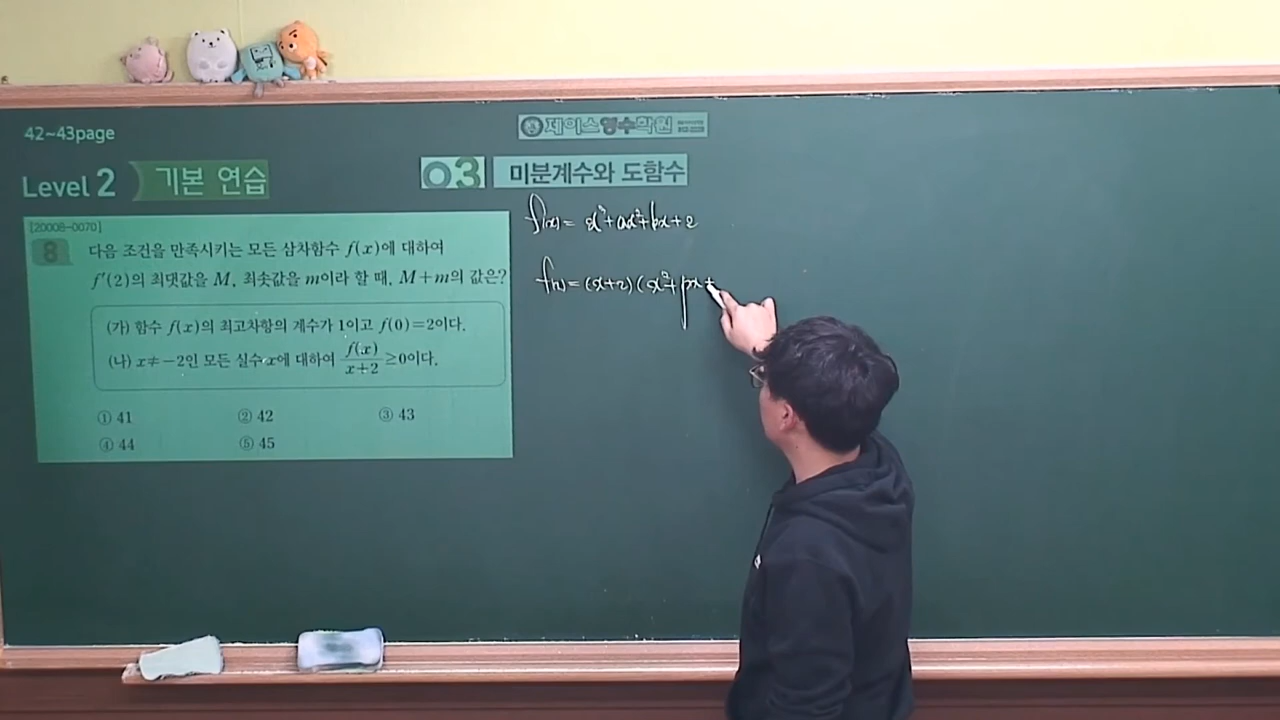 42~43page
제이스영수학원
Level 2 기본 연습
03 미분계수와 도함수
[20008-0070]
8 다음 조건을 만족시키는 모든 삼차함수 f(x)에 대하여
f′(2)의 최댓값을 M, 최솟값을 m이라 할 때, M+m의 값은?
(가) 함수 f(x)의 최고차항의 계수가 1이고 f(0)=2이다.
(나) x≠-2인 모든 실수 x에 대하여 f(x)/(x+2)≥0이다.
① 41 ② 42 ③ 43
④ 44 ⑤ 45
f(x)= x³+ax²+bx+2
f(x)=(x+2)(x²+px+